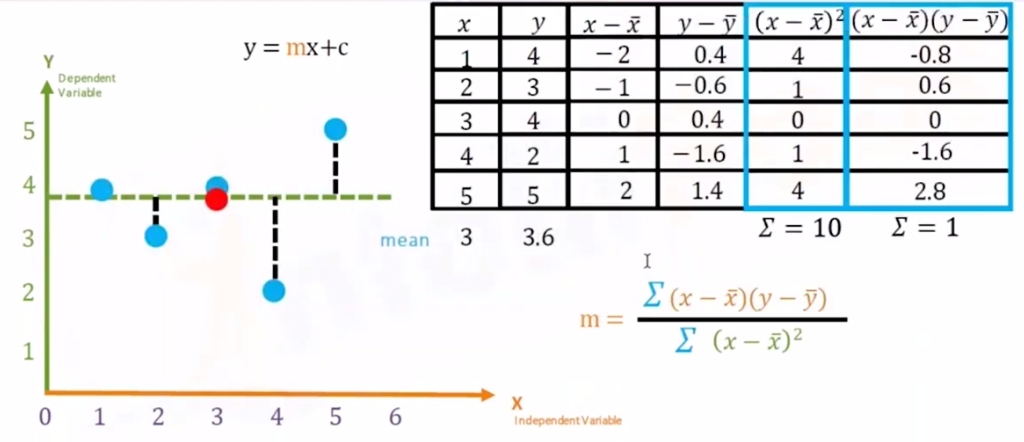 y = mx+c
Y
Dependent
Variable
5
4
3
2
1
0 1 2 3 4 5 6
X
Independent Variable
x y x − x̄ y − ȳ (x − x̄)² (x − x̄)(y − ȳ)
1 4 −2 0.4 4 -0.8
2 3 −1 −0.6 1 0.6
3 4 0 0.4 0 0
4 2 1 −1.6 1 -1.6
5 5 2 1.4 4 2.8
mean 3 3.6 Σ = 10 Σ = 1
Σ (x − x̄)(y − ȳ)
m =
Σ (x − x̄)²